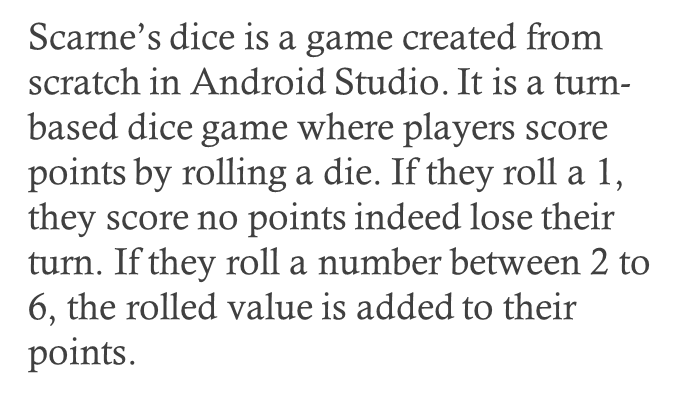 Scarne’s dice is a game created from
scratch in Android Studio. It is a turn-
based dice game where players score
points by rolling a die. If they roll a 1,
they score no points indeed lose their
turn. If they roll a number between 2 to
6, the rolled value is added to their
points.